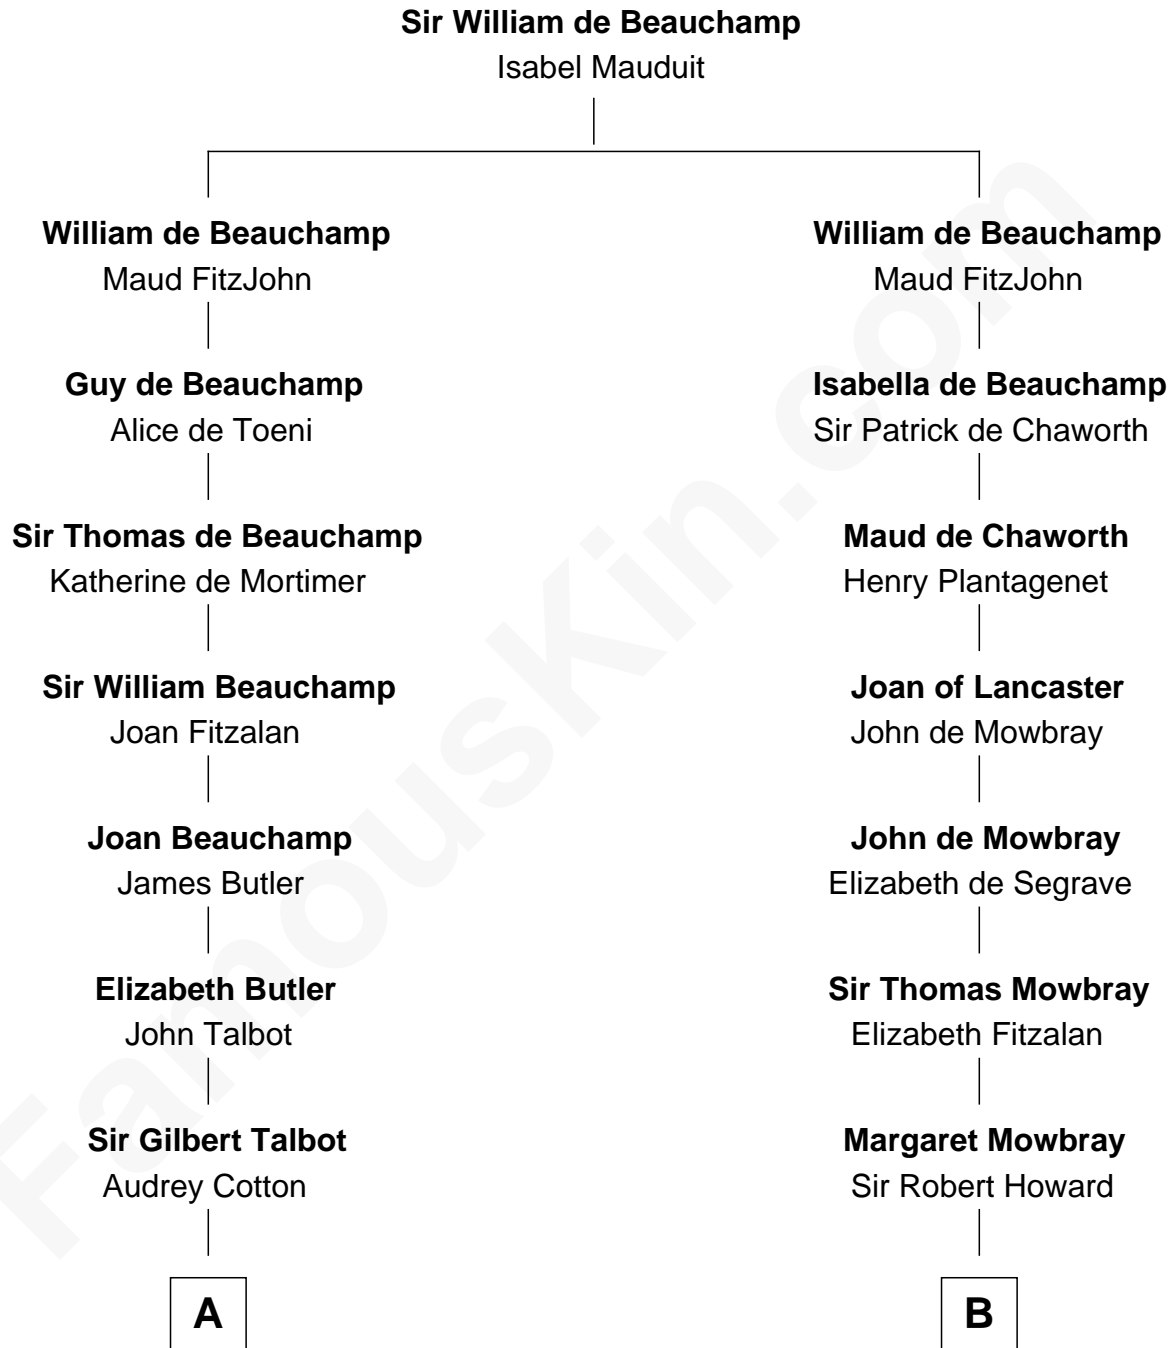 Sir William de Beauchamp
Isabel Mauduit
William de Beauchamp
Maud FitzJohn
Guy de Beauchamp
Alice de Toeni
Sir Thomas de Beauchamp
Katherine de Mortimer
Sir William Beauchamp
Joan Fitzalan
Joan Beauchamp
James Butler
Elizabeth Butler
John Talbot
Sir Gilbert Talbot
Audrey Cotton
A
William de Beauchamp
Maud FitzJohn
Isabella de Beauchamp
Sir Patrick de Chaworth
Maud de Chaworth
Henry Plantagenet
Joan of Lancaster
John de Mowbray
John de Mowbray
Elizabeth de Segrave
Sir Thomas Mowbray
Elizabeth Fitzalan
Margaret Mowbray
Sir Robert Howard
B
FamousKin.com